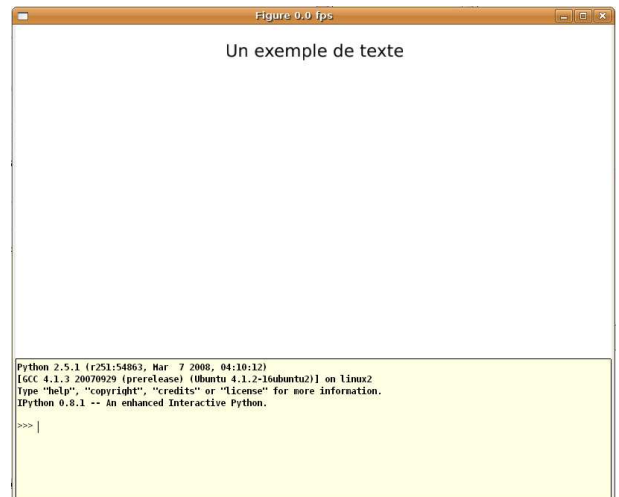 Figure 0.0 fps
Un exemple de texte
Python 2.5.1 (r251:54863, Mar  7 2008, 04:10:12)
[GCC 4.1.3 20070929 (prerelease) (Ubuntu 4.1.2-16ubuntu2)] on linux2
Type "help", "copyright", "credits" or "license" for more information.
IPython 0.8.1 -- An enhanced Interactive Python.
>>>